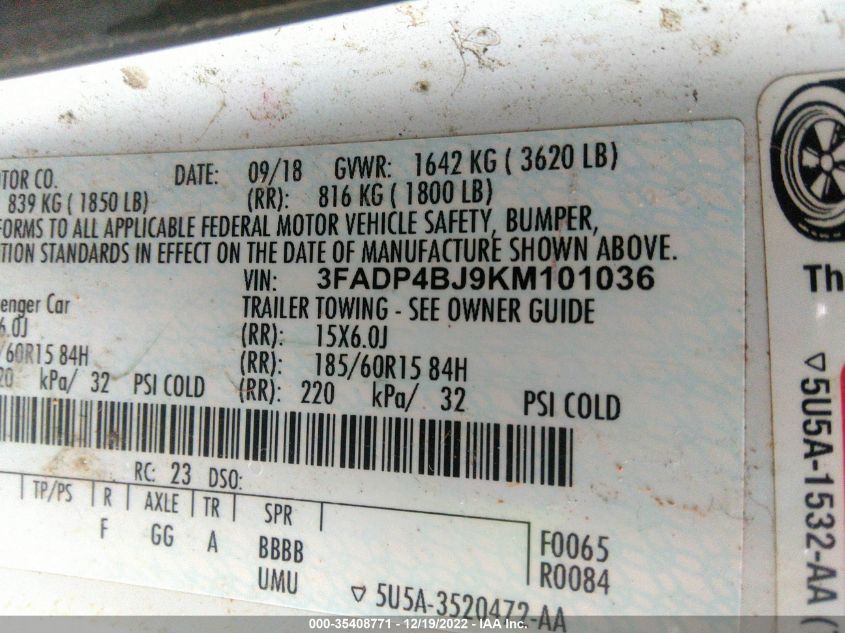 OTOR CO. DATE: 09/18 GVWR: 1642 KG ( 3620 LB)
839 KG ( 1850 LB) (RR): 816 KG ( 1800 LB)
FORMS TO ALL APPLICABLE FEDERAL MOTOR VEHICLE SAFETY, BUMPER,
TION STANDARDS IN EFFECT ON THE DATE OF MANUFACTURE SHOWN ABOVE.
VIN: 3FADP4BJ9KM101036
enger Car TRAILER TOWING - SEE OWNER GUIDE
6.0J (RR): 15X6.0J
/60R15 84H (RR): 185/60R15 84H
20 kPa/ 32 PSI COLD (RR): 220 kPa/ 32 PSI COLD
RC: 23 DSO:
TP/PS R AXLE TR SPR
F GG A BBBB F0065
UMU R0084
▽ 5U5A-3520472-AA
Th
▽ 5U5A-1532-AA (
000-35408771 - 12/19/2022 - IAA Inc.